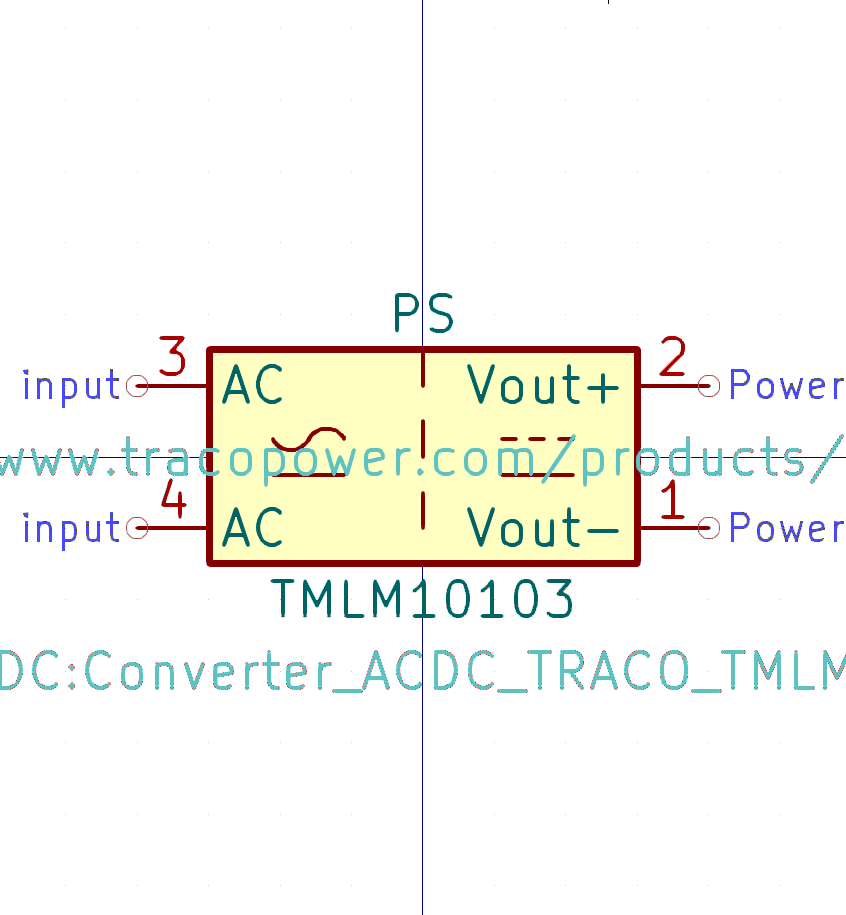 PS
3 2
input AC Vout+ Power
www.tracopower.com/products/
4 1
input AC Vout- Power
TMLM10103
DC:Converter_ACDC_TRACO_TMLM